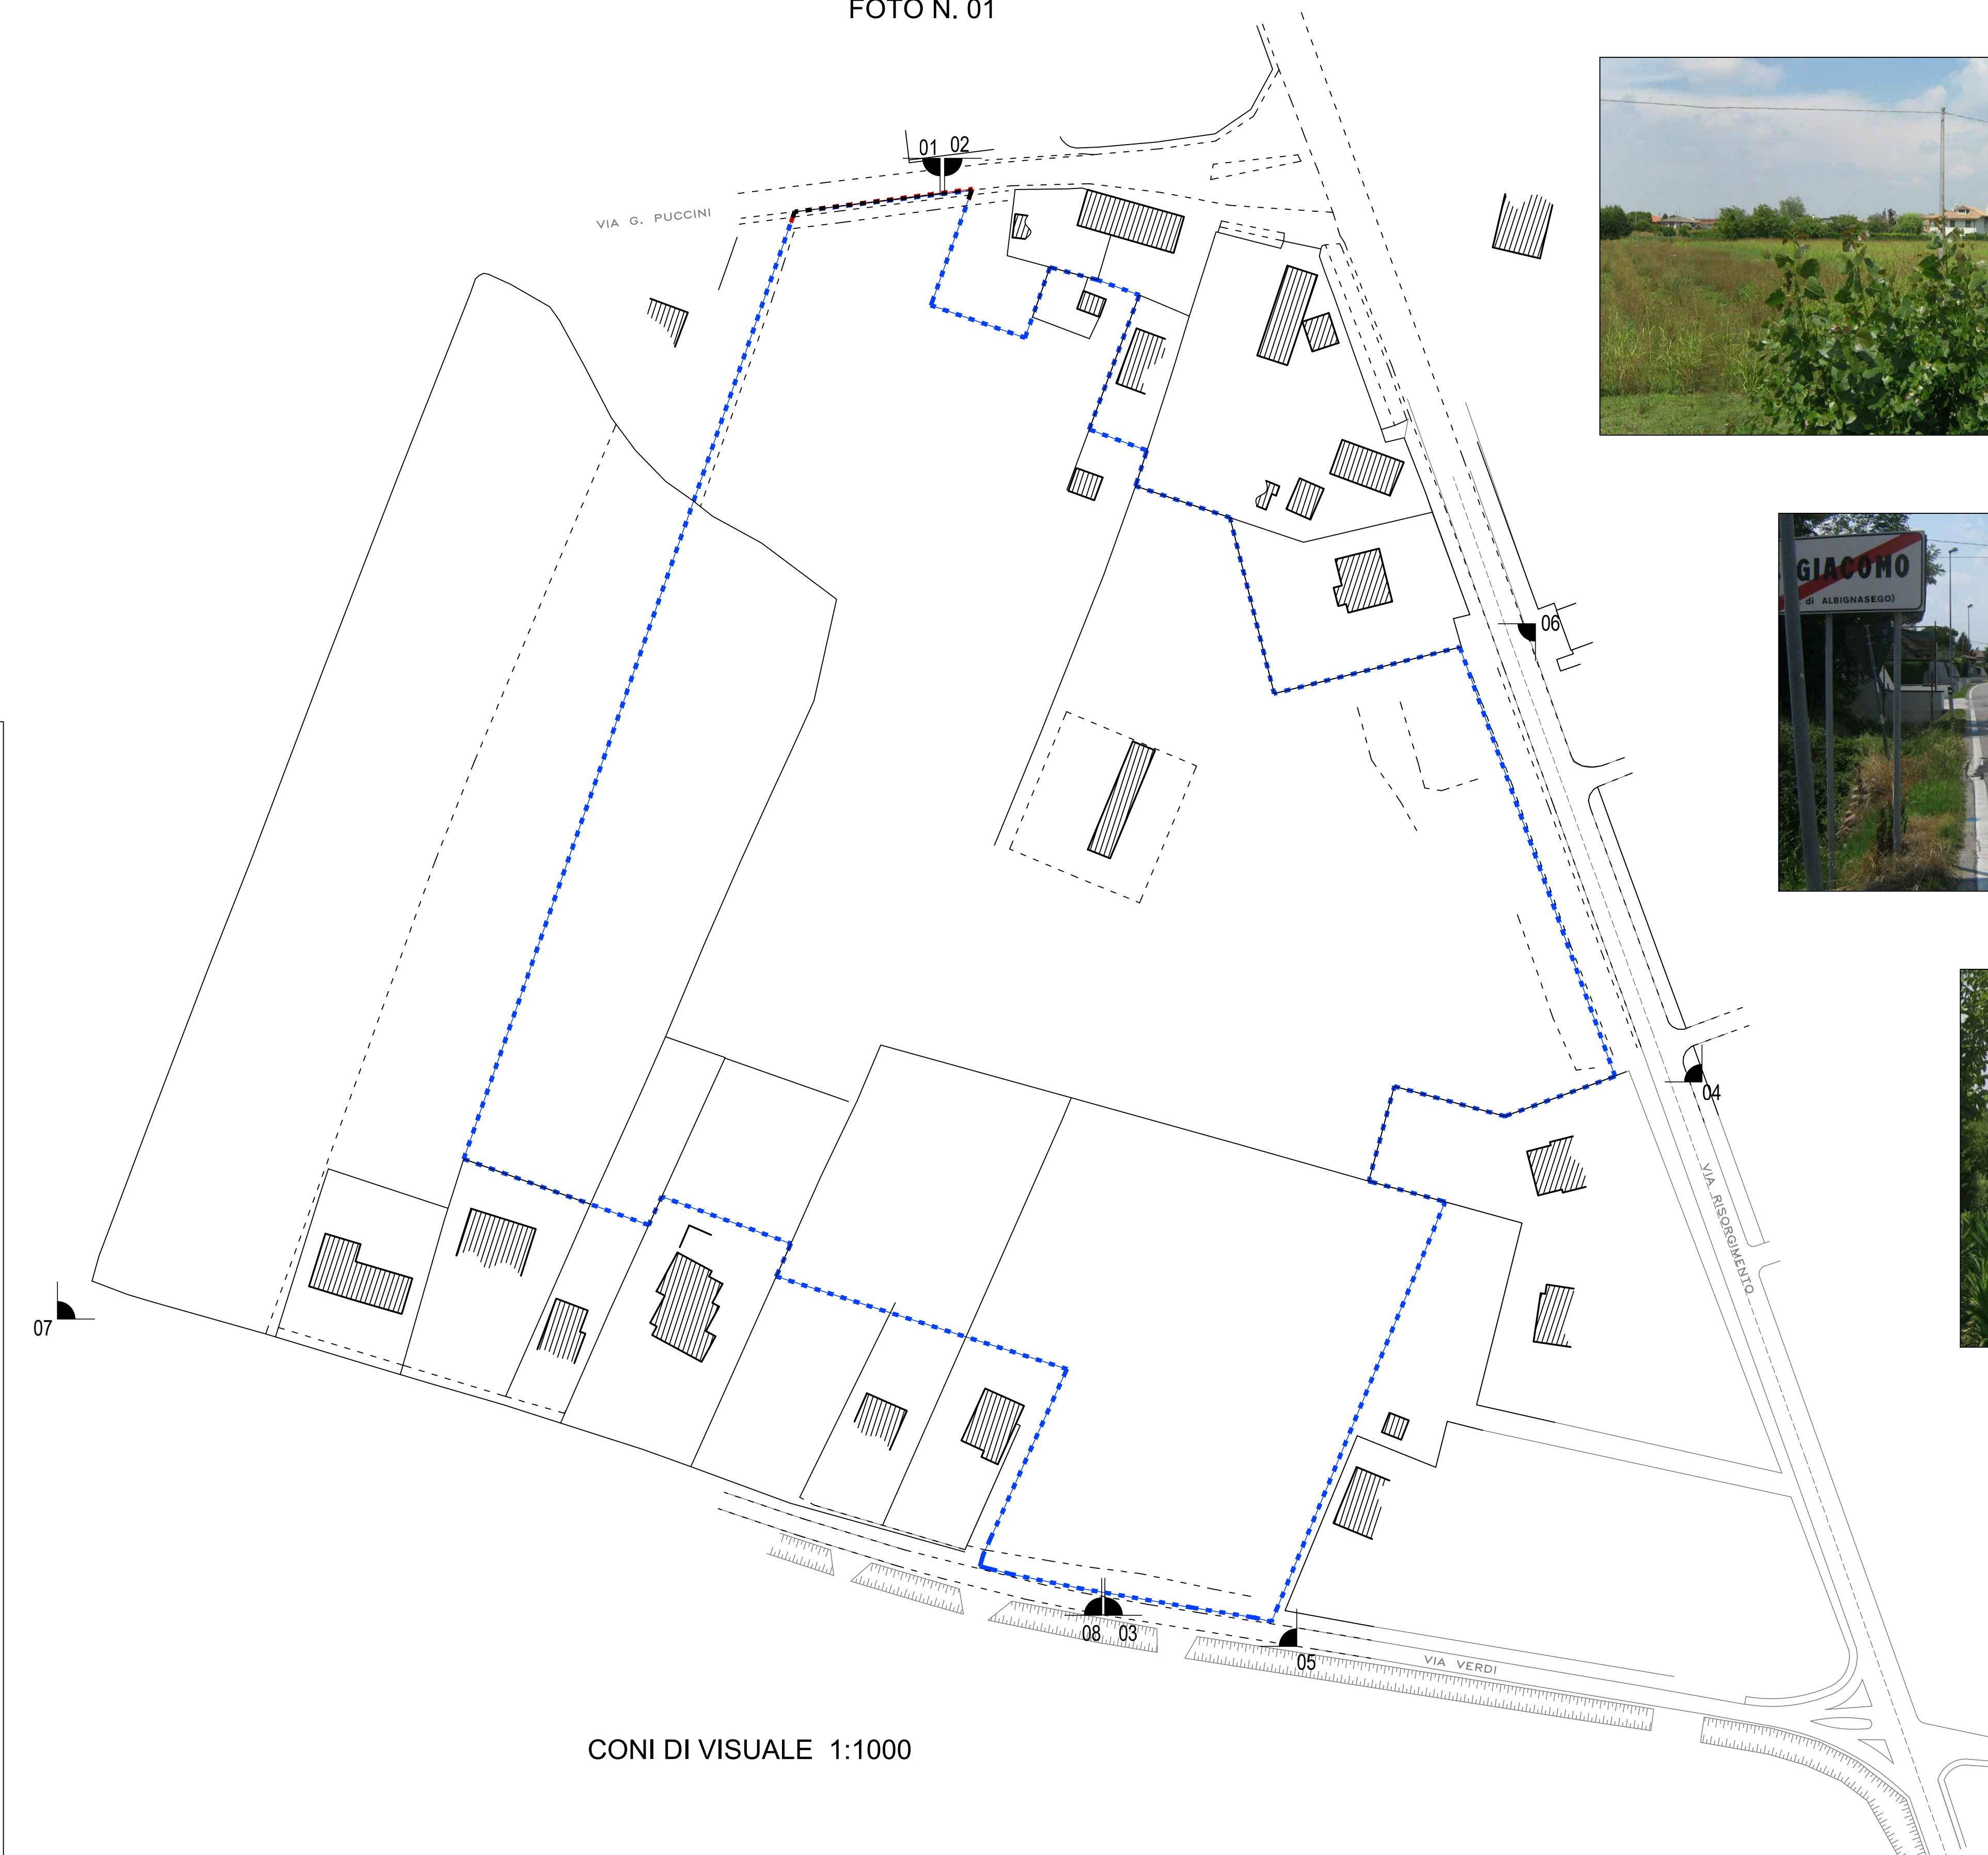 FOTO N. 01
01 02
VIA G. PUCCINI
GIACOMO
di ALBIGNASEGO)
06
04
VIA RISORGIMENTO
07
08 03
05
VIA VERDI
CONI DI VISUALE 1:1000